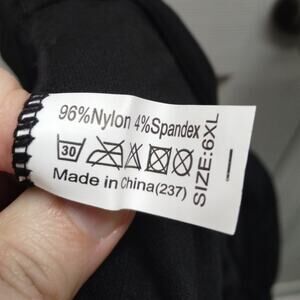 96%Nylon 4%Spandex
30
Made in China(237)
SIZE:6XL